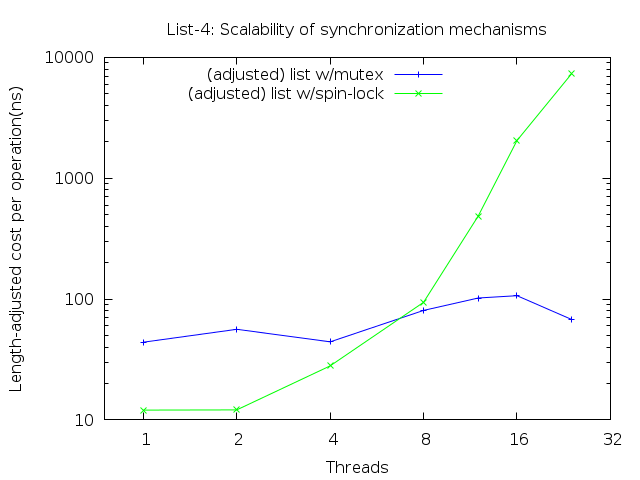 List-4: Scalability of synchronization mechanisms
10000
(adjusted) list w/mutex
(adjusted) list w/spin-lock
1000
100
10
Length-adjusted cost per operation(ns)
1 2 4 8 16 32
Threads